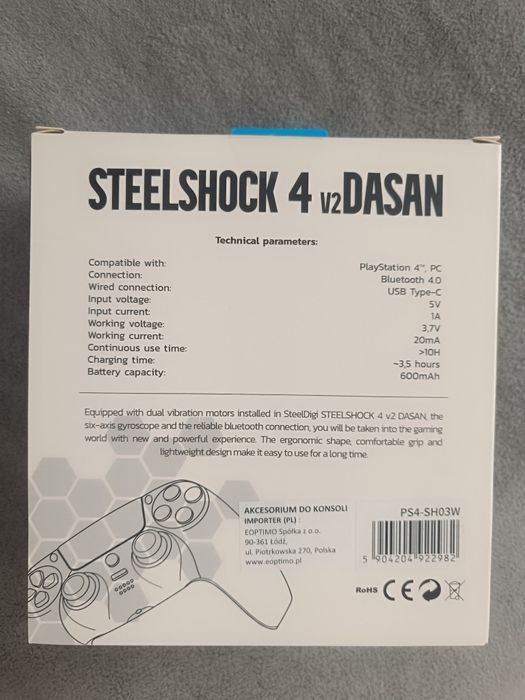 STEELSHOCK 4 V2 DASAN
Technical parameters:
Compatible with: PlayStation 4™, PC
Connection: Bluetooth 4.0
Wired connection: USB Type-C
Input voltage: 5V
Input current: 1A
Working voltage: 3,7V
Working current: 20mA
Continuous use time: >10H
Charging time: ~3,5 hours
Battery capacity: 600mAh
Equipped with dual vibration motors installed in SteelDigi STEELSHOCK 4 v2 DASAN, the
six-axis gyroscope and the reliable bluetooth connection, you will be taken into the gaming
world with new and powerful experience. The ergonomic shape, comfortable grip and
lightweight design make it easy to use for a long time.
AKCESORIUM DO KONSOLI
IMPORTER (PL) :
EOPTIMO Spółka z o.o.
90-361 Łódź,
ul. Piotrkowska 270, Polska
www.eoptimo.pl
PS4-SH03W
5 904204 922982
RoHS CE